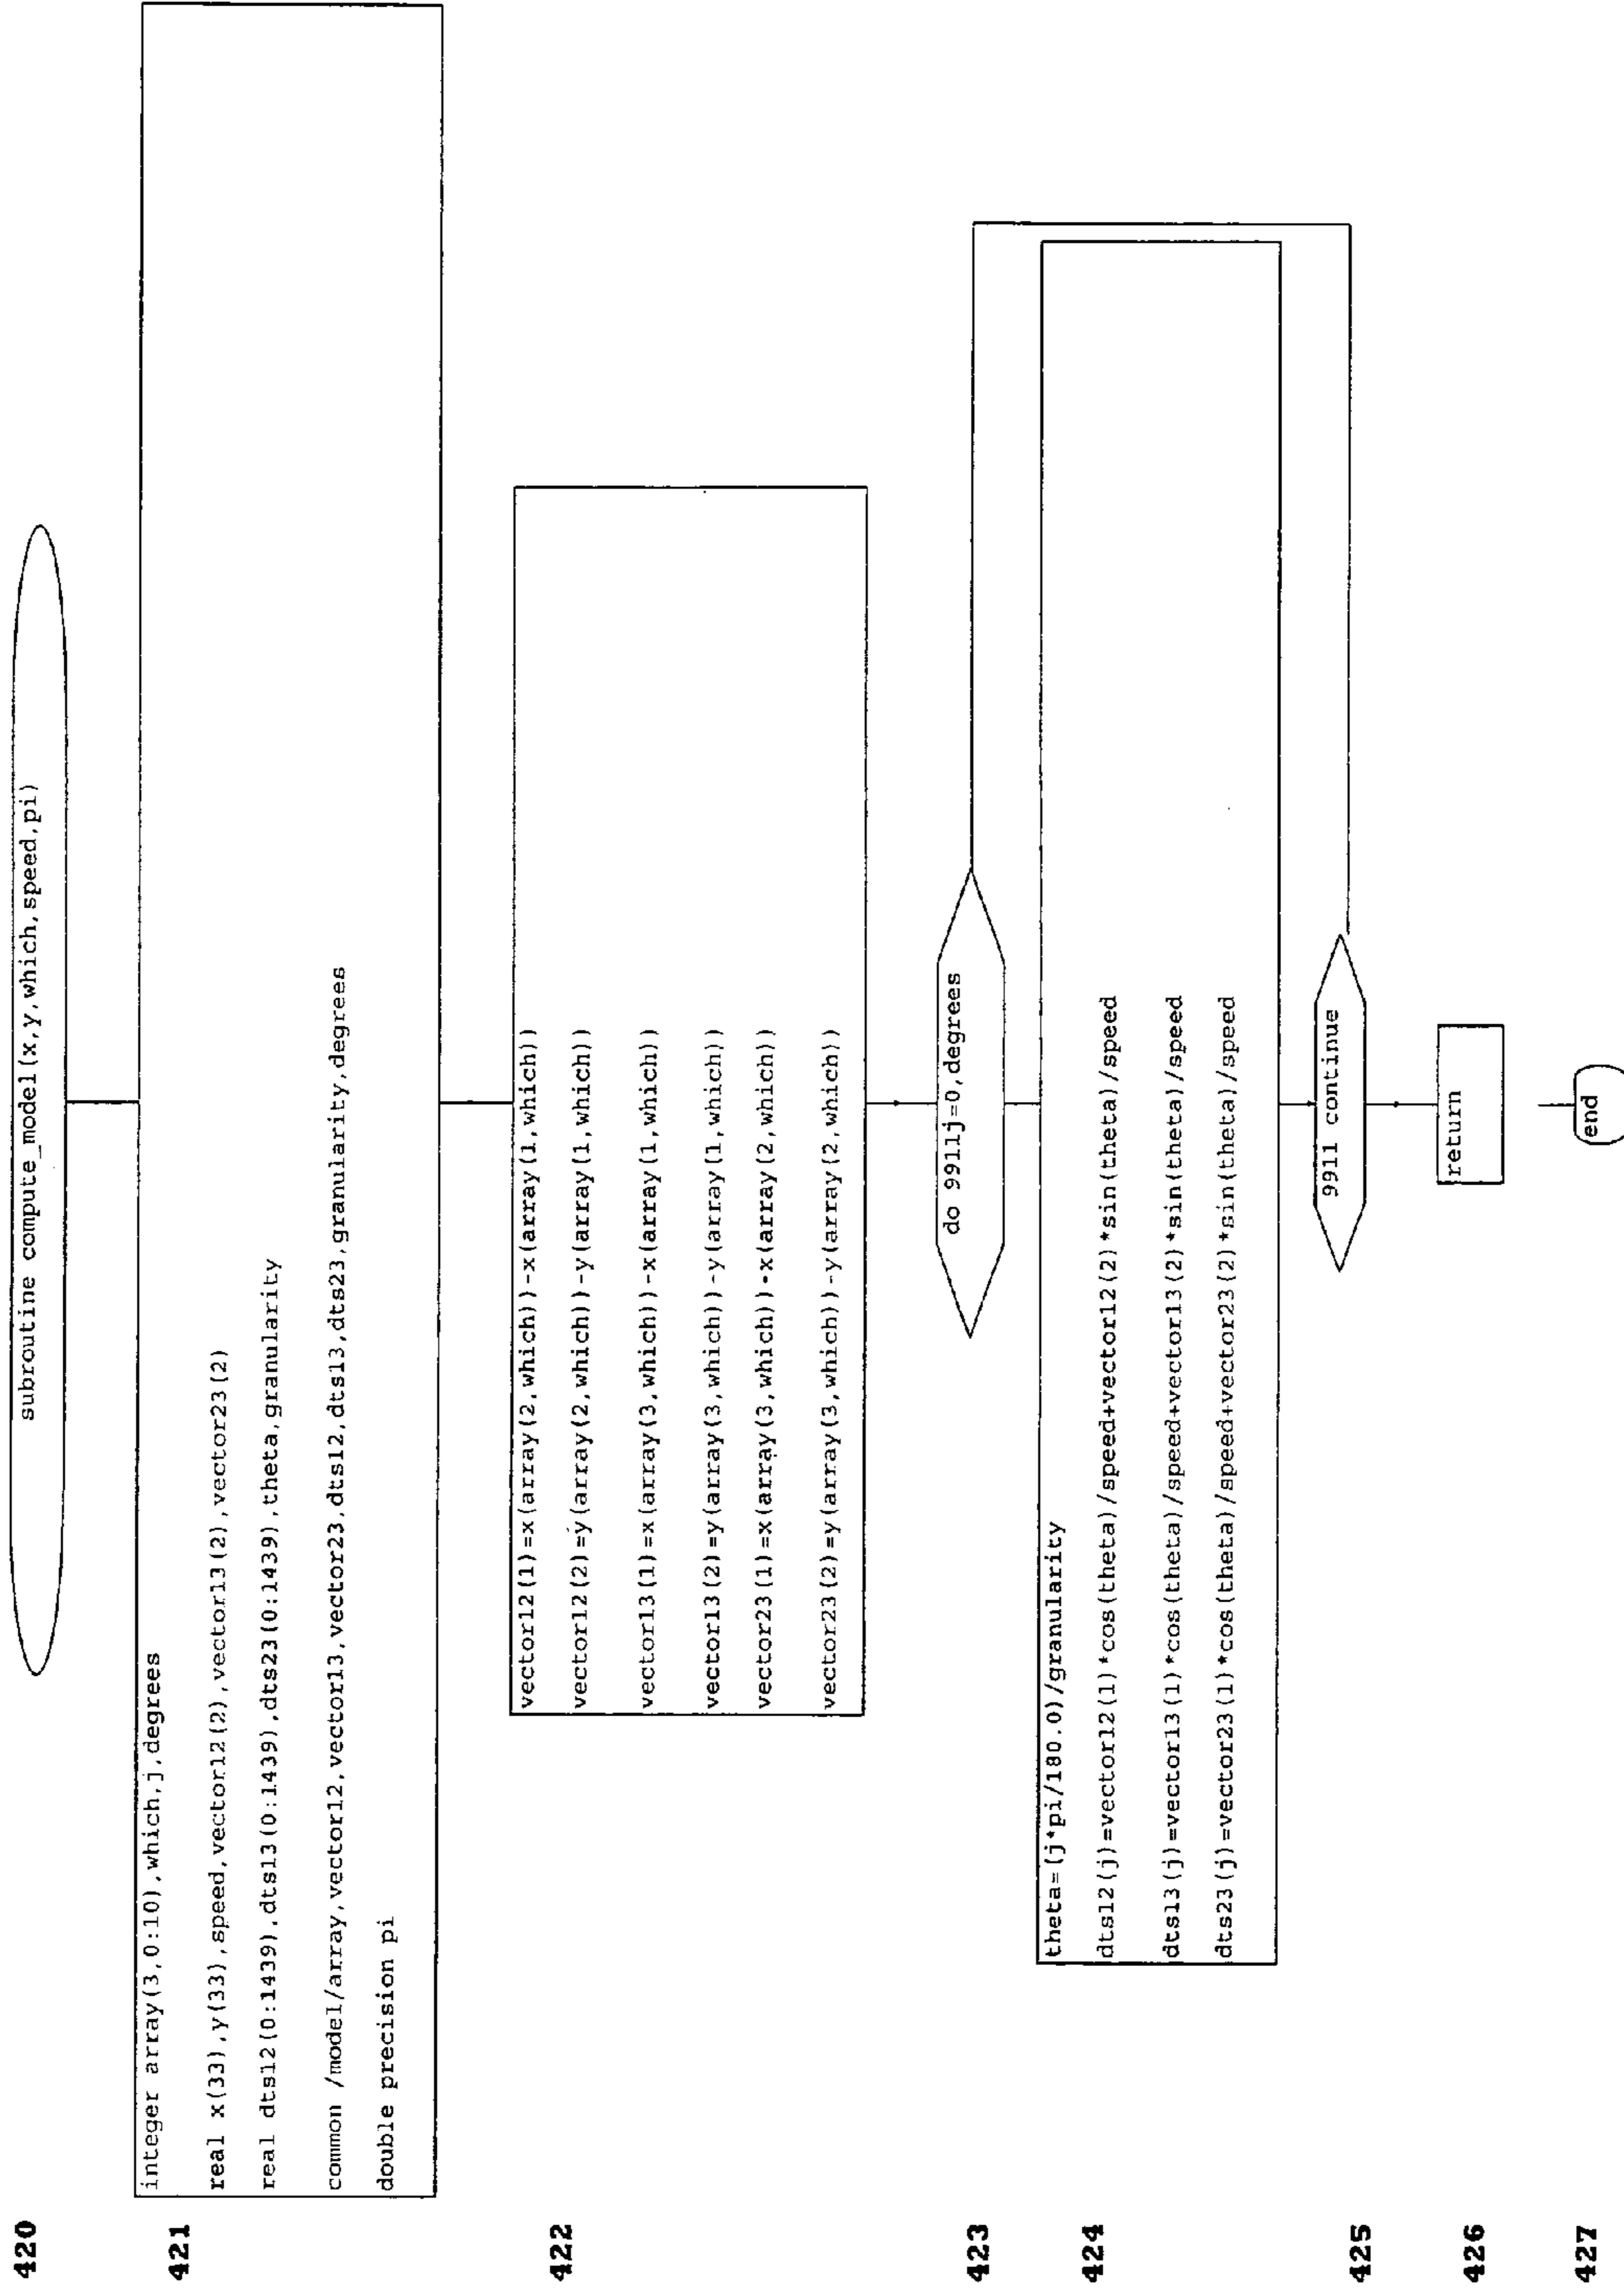 420
subroutine compute_model(x,y,which,speed,pi)
421
integer array(3,0:10),which,j,degrees
real x(33),y(33),speed,vector12(2),vector13(2),vector23(2)
real dts12(0:1439),dts13(0:1439),dts23(0:1439),theta,granularity
common /model/array,vector12,vector13,vector23,dts12,dts13,dts23,granularity,degrees
double precision pi
422
vector12(1)=x(array(2,which))-x(array(1,which))
vector12(2)=y(array(2,which))-y(array(1,which))
vector13(1)=x(array(3,which))-x(array(1,which))
vector13(2)=y(array(3,which))-y(array(1,which))
vector23(1)=x(array(3,which))-x(array(2,which))
vector23(2)=y(array(3,which))-y(array(2,which))
423
do 9911j=0,degrees
424
theta=(j*pi/180.0)/granularity
dts12(j)=vector12(1)*cos(theta)/speed+vector12(2)*sin(theta)/speed
dts13(j)=vector13(1)*cos(theta)/speed+vector13(2)*sin(theta)/speed
dts23(j)=vector23(1)*cos(theta)/speed+vector23(2)*sin(theta)/speed
425
9911 continue
426
return
427
end